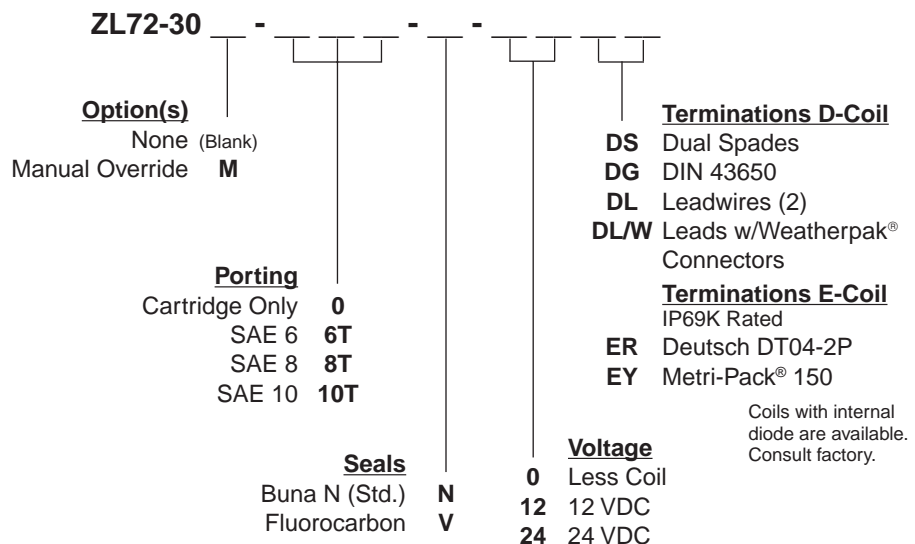 ZL72-30 __ - __ __ __ - __ - __ __ __ __
Option(s)
None (Blank)
Manual Override M
Porting
Cartridge Only 0
SAE 6 6T
SAE 8 8T
SAE 10 10T
Seals
Buna N (Std.) N
Fluorocarbon V
Voltage
0 Less Coil
12 12 VDC
24 24 VDC
Terminations D-Coil
DS Dual Spades
DG DIN 43650
DL Leadwires (2)
DL/W Leads w/Weatherpak®
Connectors
Terminations E-Coil
IP69K Rated
ER Deutsch DT04-2P
EY Metri-Pack® 150
Coils with internal
diode are available.
Consult factory.